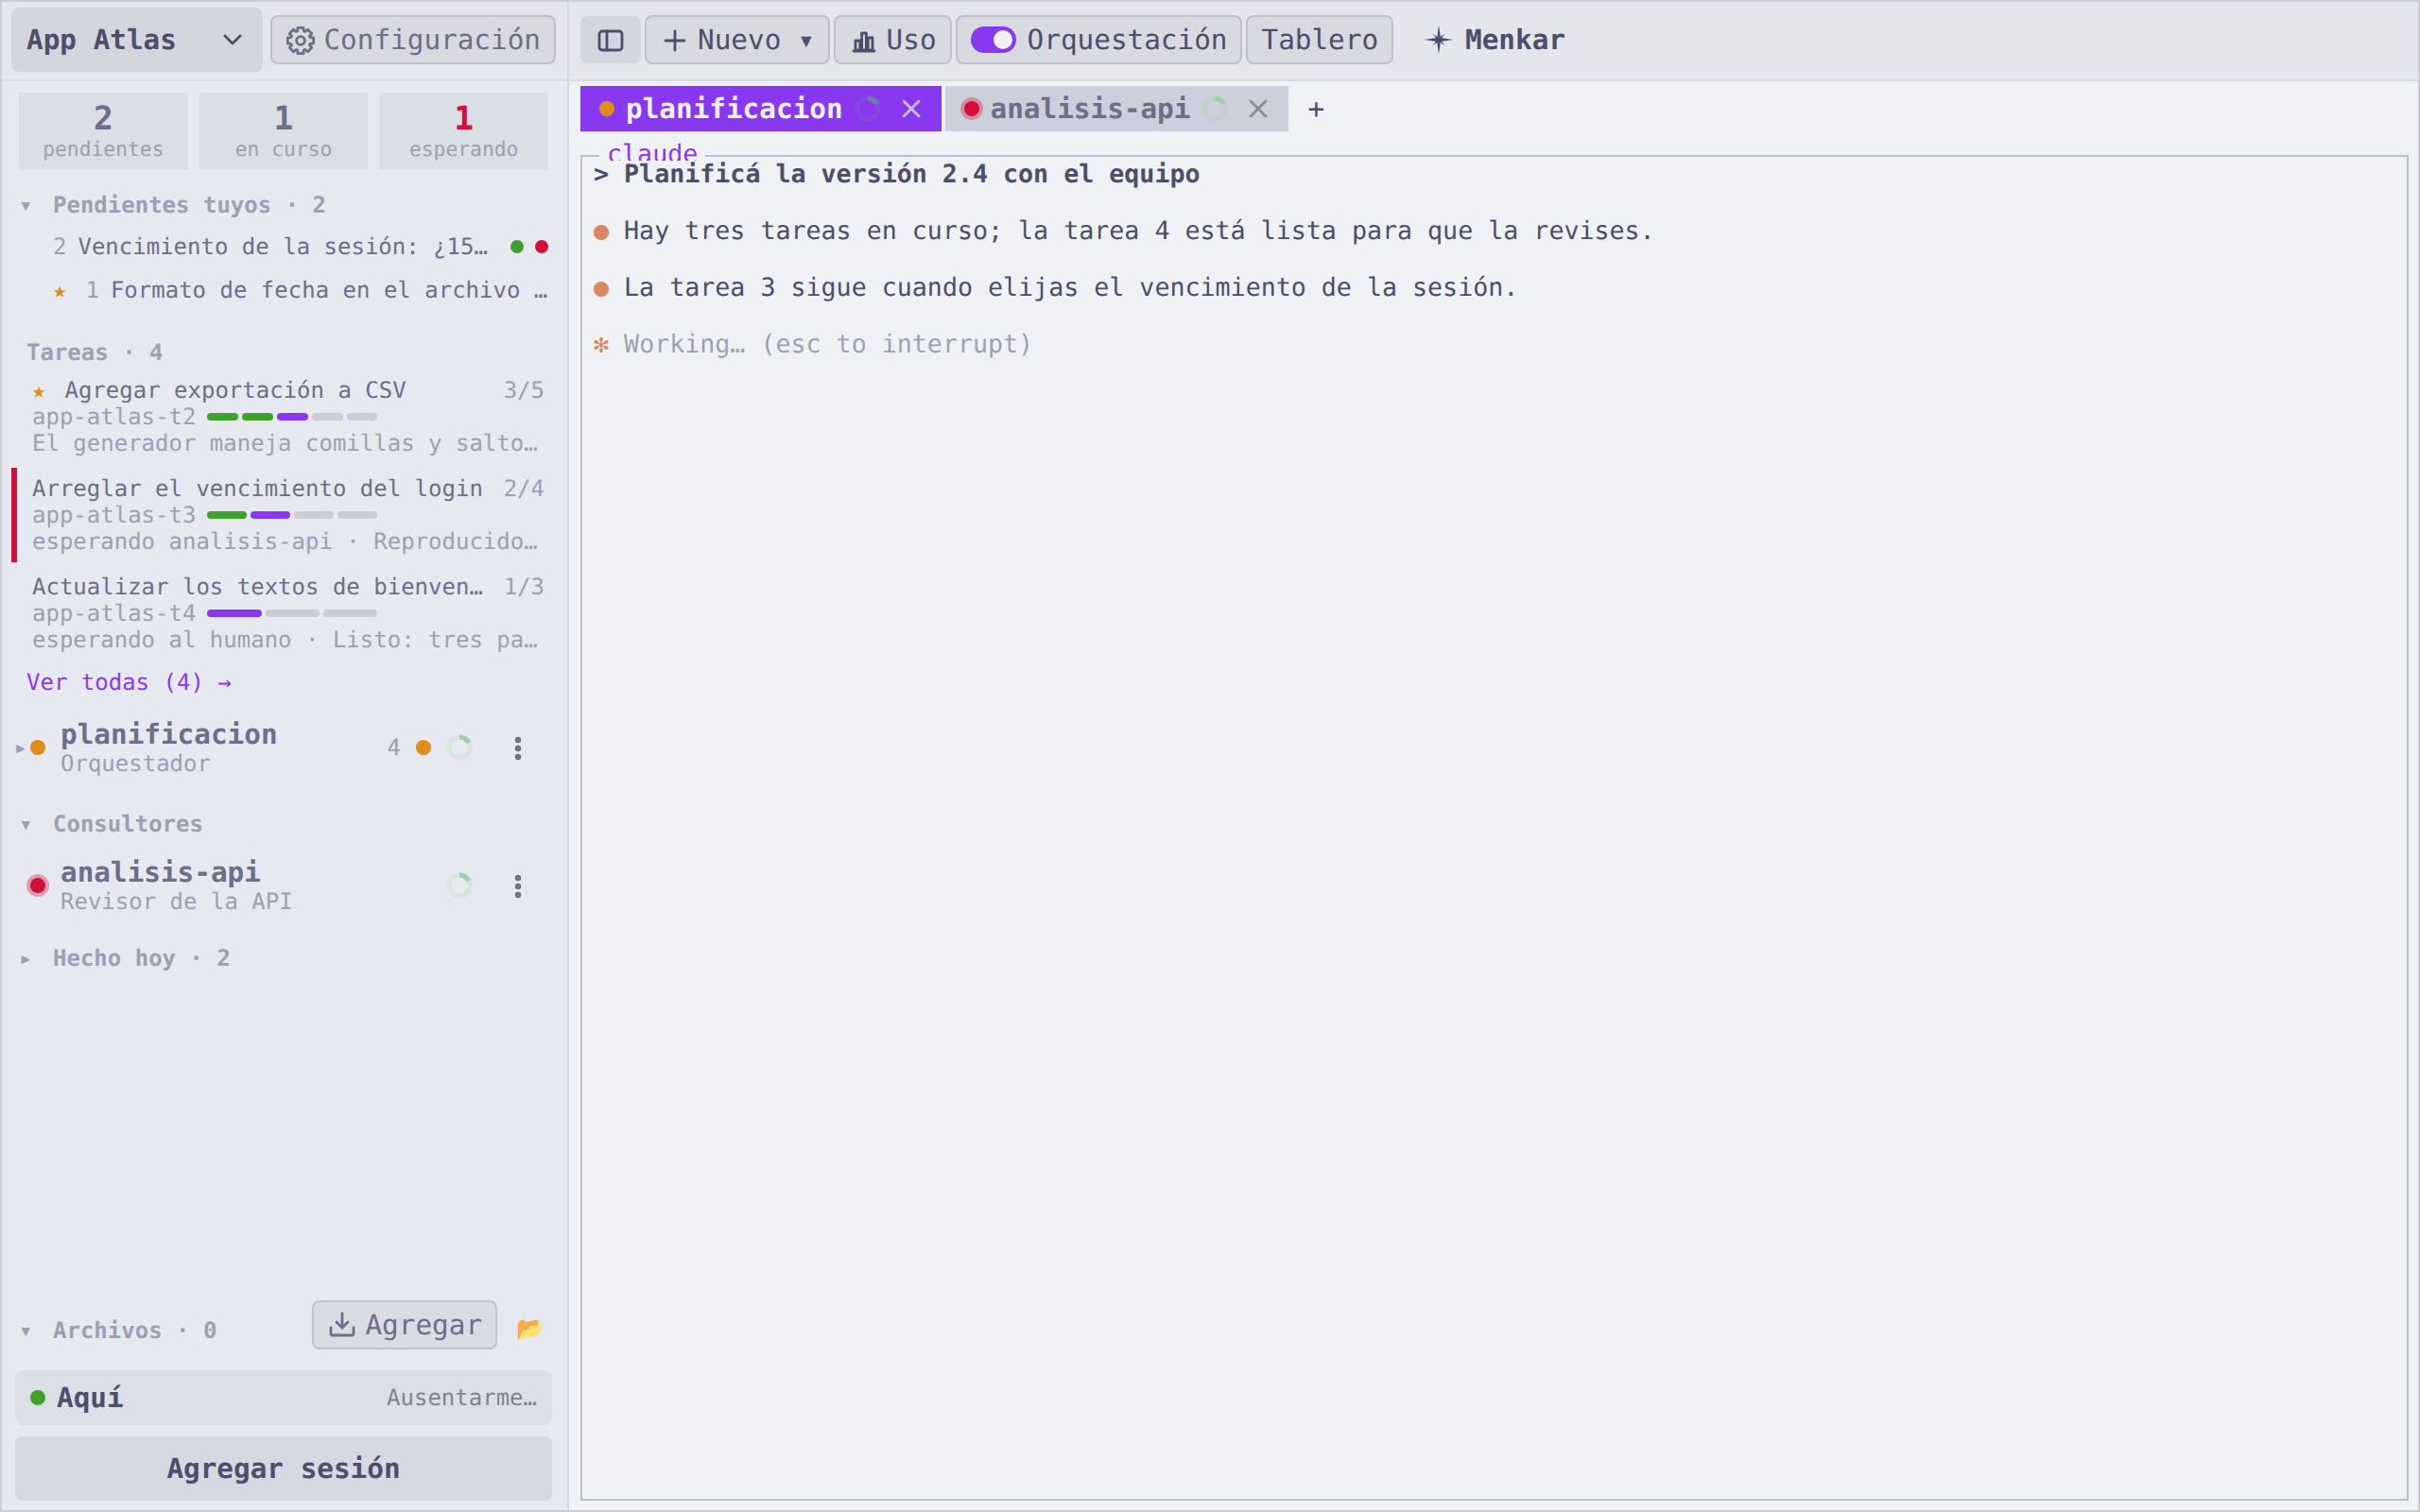 App Atlas
Configuración
Nuevo ▾
Uso
Orquestación
Tablero
Menkar
2
pendientes
1
en curso
1
esperando
▾ Pendientes tuyos · 2
2 Vencimiento de la sesión: ¿15…
★ 1 Formato de fecha en el archivo …
Tareas · 4
★ Agregar exportación a CSV 3/5
app-atlas-t2
El generador maneja comillas y salto…
Arreglar el vencimiento del login 2/4
app-atlas-t3
esperando analisis-api · Reproducido…
Actualizar los textos de bienven… 1/3
app-atlas-t4
esperando al humano · Listo: tres pa…
Ver todas (4) →
▸ planificacion 4
Orquestador
▾ Consultores
analisis-api
Revisor de la API
▸ Hecho hoy · 2
▾ Archivos · 0
Agregar
Aquí
Ausentarme…
Agregar sesión
planificacion
analisis-api
+
claude
> Planificá la versión 2.4 con el equipo
● Hay tres tareas en curso; la tarea 4 está lista para que la revises.
● La tarea 3 sigue cuando elijas el vencimiento de la sesión.
✻ Working… (esc to interrupt)